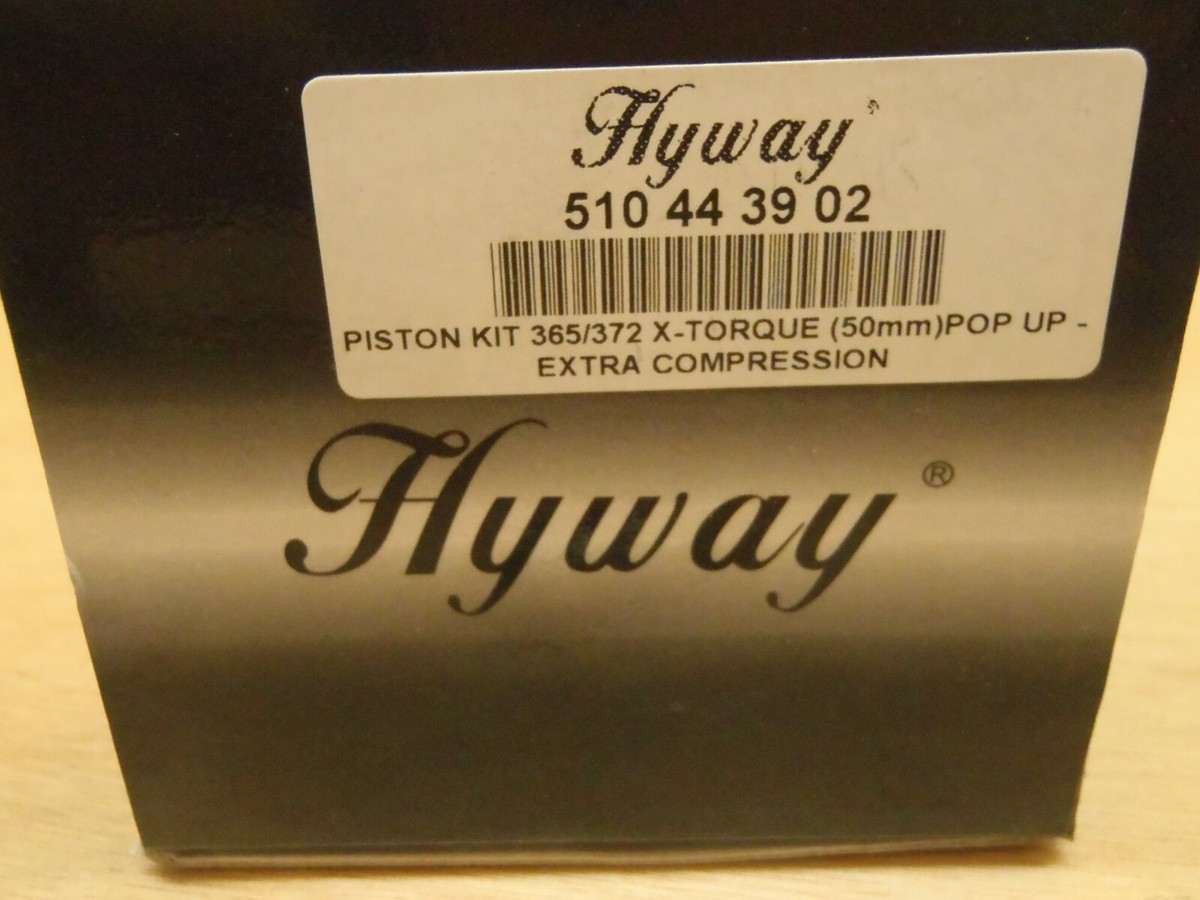 Hyway®
510 44 39 02
PISTON KIT 365/372 X-TORQUE (50mm)POP UP -
EXTRA COMPRESSION
Hyway®